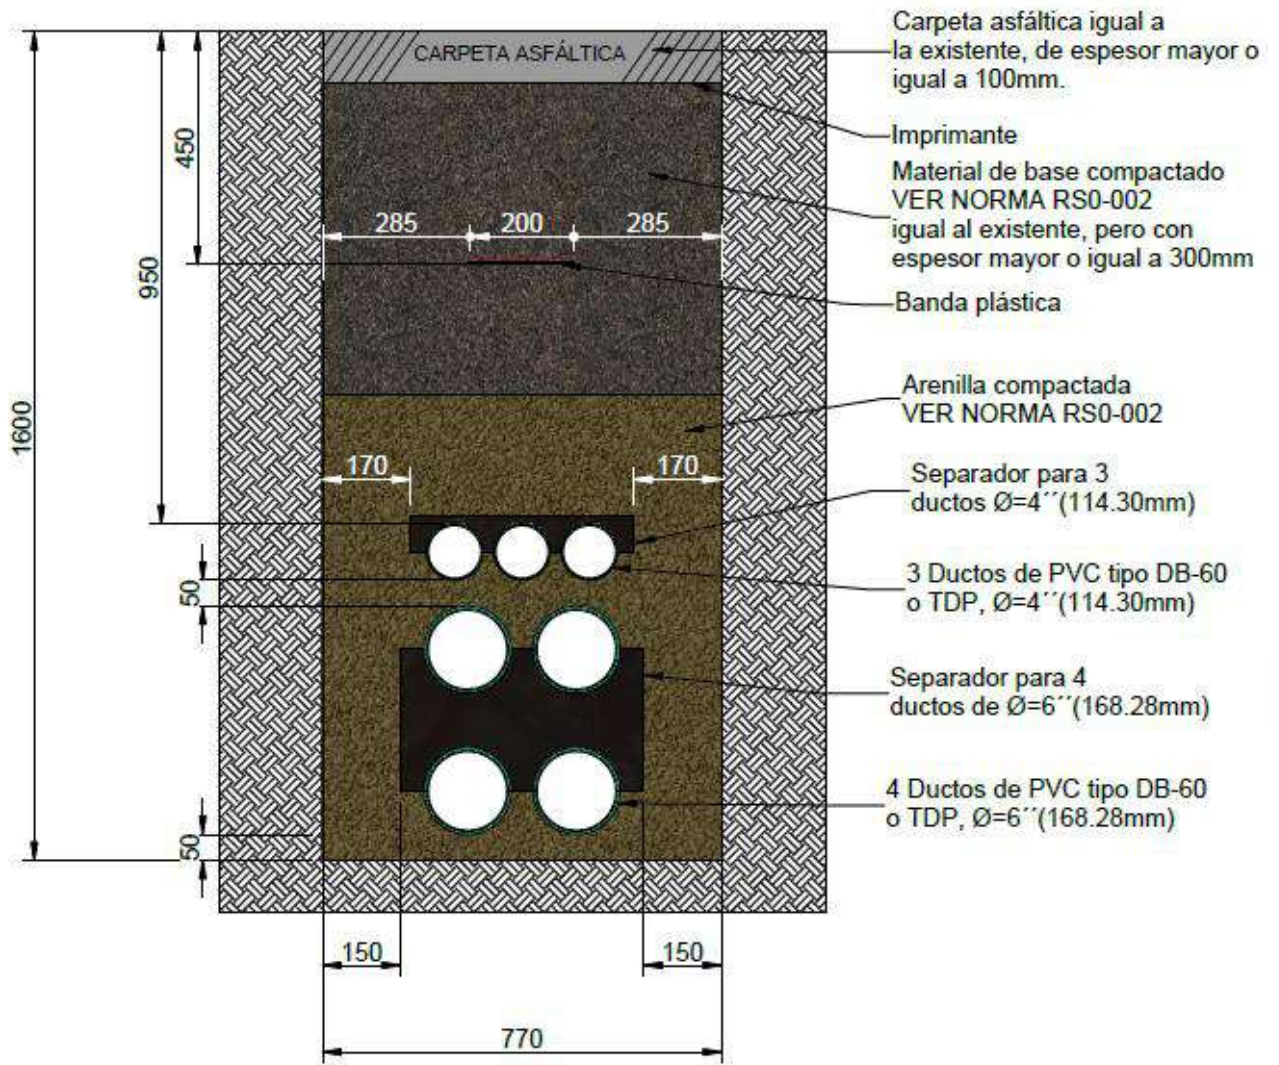 Carpeta asfáltica igual a
la existente, de espesor mayor o
igual a 100mm.
CARPETA ASFÁLTICA
Imprimante
Material de base compactado
VER NORMA RS0-002
igual al existente, pero con
espesor mayor o igual a 300mm
Banda plástica
Arenilla compactada
VER NORMA RS0-002
Separador para 3
ductos Ø=4´´(114.30mm)
3 Ductos de PVC tipo DB-60
o TDP, Ø=4´´(114.30mm)
Separador para 4
ductos de Ø=6´´(168.28mm)
4 Ductos de PVC tipo DB-60
o TDP, Ø=6´´(168.28mm)
450
285
200
285
950
1600
170
170
50
50
150
150
770